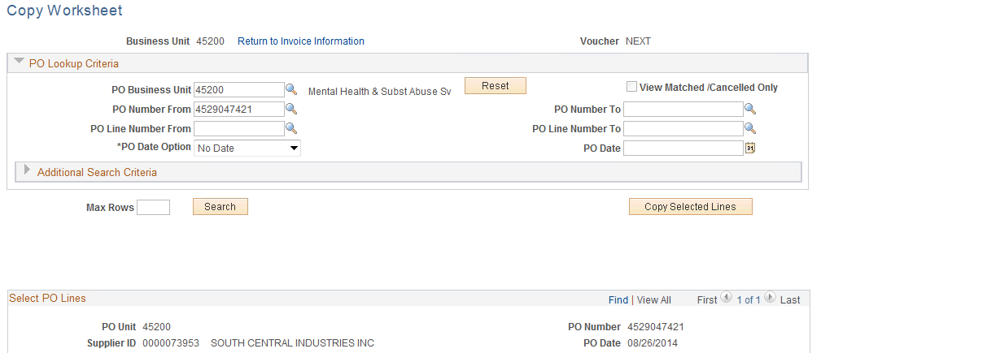 Copy Worksheet
Business Unit 45200 Return to Invoice Information Voucher NEXT
PO Lookup Criteria
PO Business Unit 45200 Mental Health & Subst Abuse Sv Reset View Matched /Cancelled Only
PO Number From 4529047421 PO Number To
PO Line Number From PO Line Number To
*PO Date Option No Date PO Date 31
Additional Search Criteria
Max Rows Search Copy Selected Lines
Select PO Lines Find | View All First 1 of 1 Last
PO Unit 45200 PO Number 4529047421
Supplier ID 0000073953 SOUTH CENTRAL INDUSTRIES INC PO Date 08/26/2014